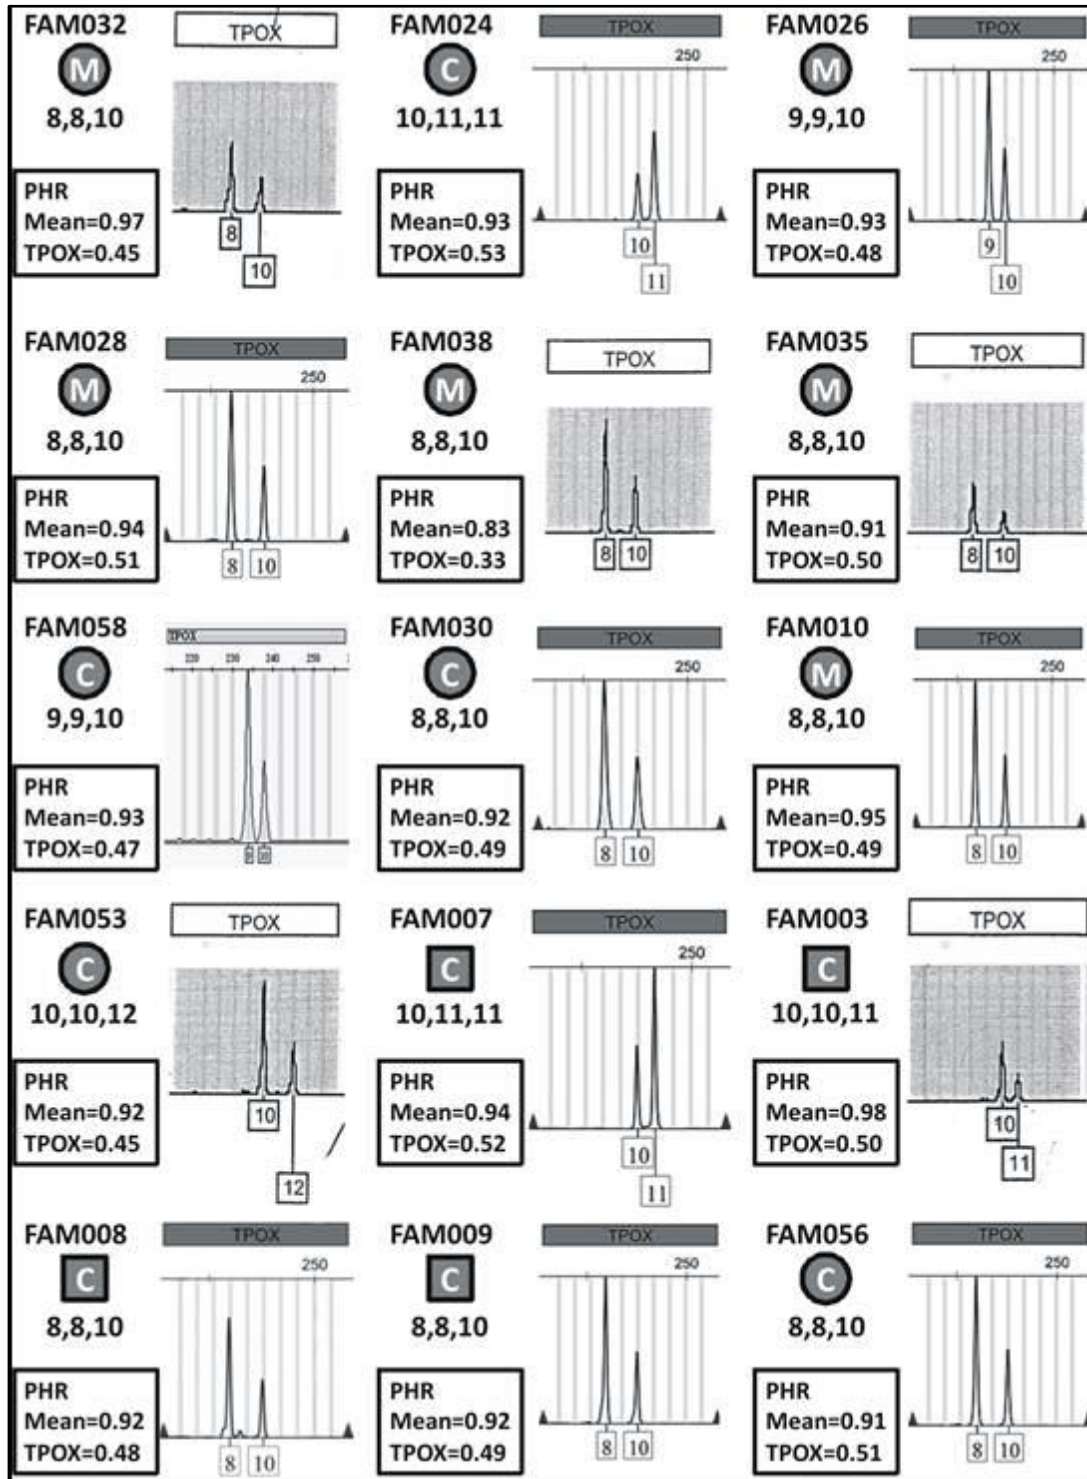 FAM032
TPOX
M
8,8,10
PHR
Mean=0.97
TPOX=0.45
8
10
FAM024
TPOX
250
C
10,11,11
PHR
Mean=0.93
TPOX=0.53
10
11
FAM026
TPOX
250
M
9,9,10
PHR
Mean=0.93
TPOX=0.48
9
10
FAM028
TPOX
250
M
8,8,10
PHR
Mean=0.94
TPOX=0.51
8 10
FAM038
TPOX
M
8,8,10
PHR
Mean=0.83
TPOX=0.33
8 10
FAM035
TPOX
M
8,8,10
PHR
Mean=0.91
TPOX=0.50
8 10
FAM058
TPOX
220 230 240 250
C
9,9,10
PHR
Mean=0.93
TPOX=0.47
9 10
FAM030
TPOX
250
C
8,8,10
PHR
Mean=0.92
TPOX=0.49
8 10
FAM010
TPOX
250
M
8,8,10
PHR
Mean=0.95
TPOX=0.49
8 10
FAM053
TPOX
C
10,10,12
PHR
Mean=0.92
TPOX=0.45
10
12
FAM007
TPOX
250
C
10,11,11
PHR
Mean=0.94
TPOX=0.52
10
11
FAM003
TPOX
C
10,10,11
PHR
Mean=0.98
TPOX=0.50
10
11
FAM008
TPOX
250
C
8,8,10
PHR
Mean=0.92
TPOX=0.48
8 10
FAM009
TPOX
250
C
8,8,10
PHR
Mean=0.92
TPOX=0.49
8 10
FAM056
TPOX
250
C
8,8,10
PHR
Mean=0.91
TPOX=0.51
8 10